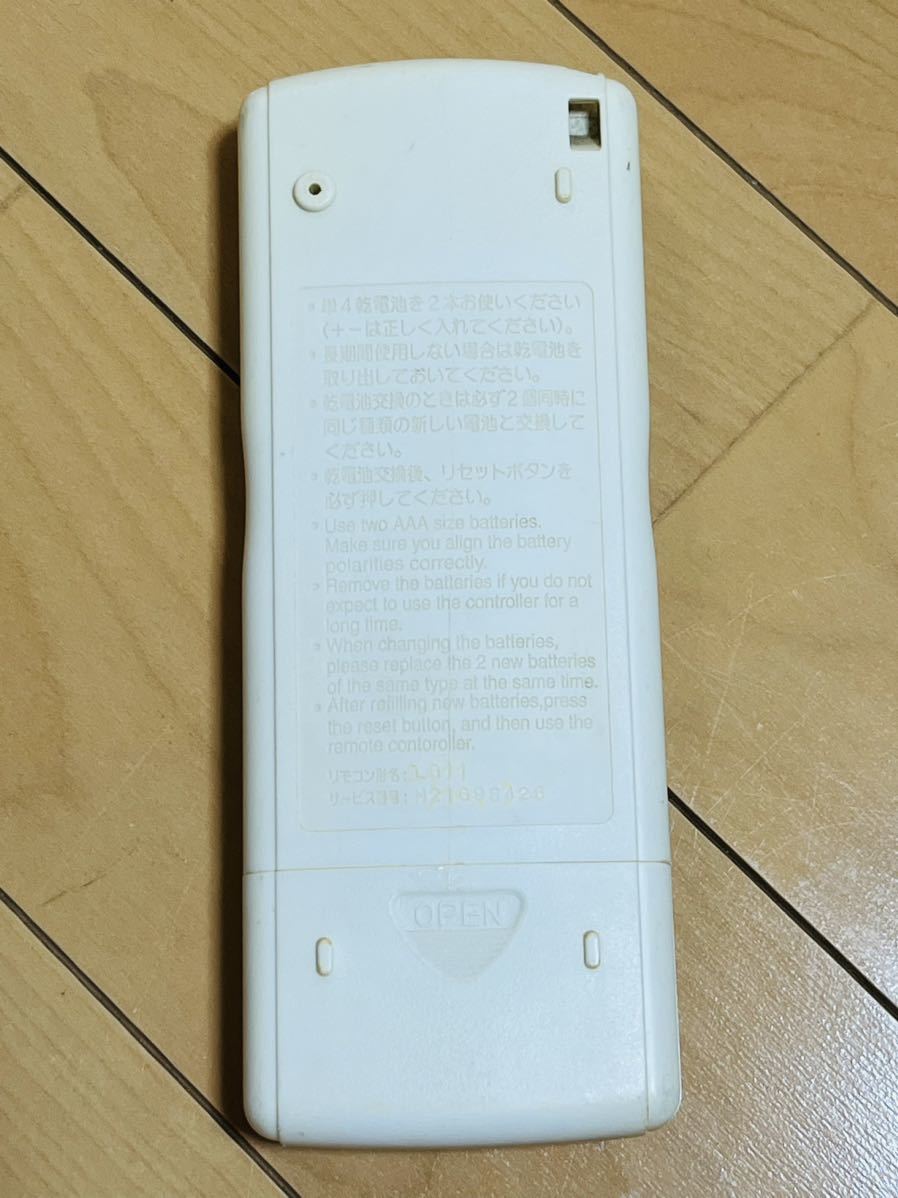 単4乾電池を2本お使いください
(+-は正しく入れてください)。
長期間使用しない場合は乾電池を
取り出しておいてください。
乾電池交換のときは必ず2個同時に
同じ種類の新しい電池と交換して
ください。
乾電池交換後、リセットボタンを
必ず押してください。
Use two AAA size batteries.
Make sure you align the battery
polarities correctly.
Remove the batteries if you do not
expect to use the controller for a
long time.
When changing the batteries,
please replace the 2 new batteries
of the same type at the same time.
After refilling new batteries,press
the reset button, and then use the
remote contoroller.
リモコン形名:
サービス番号:
OPEN